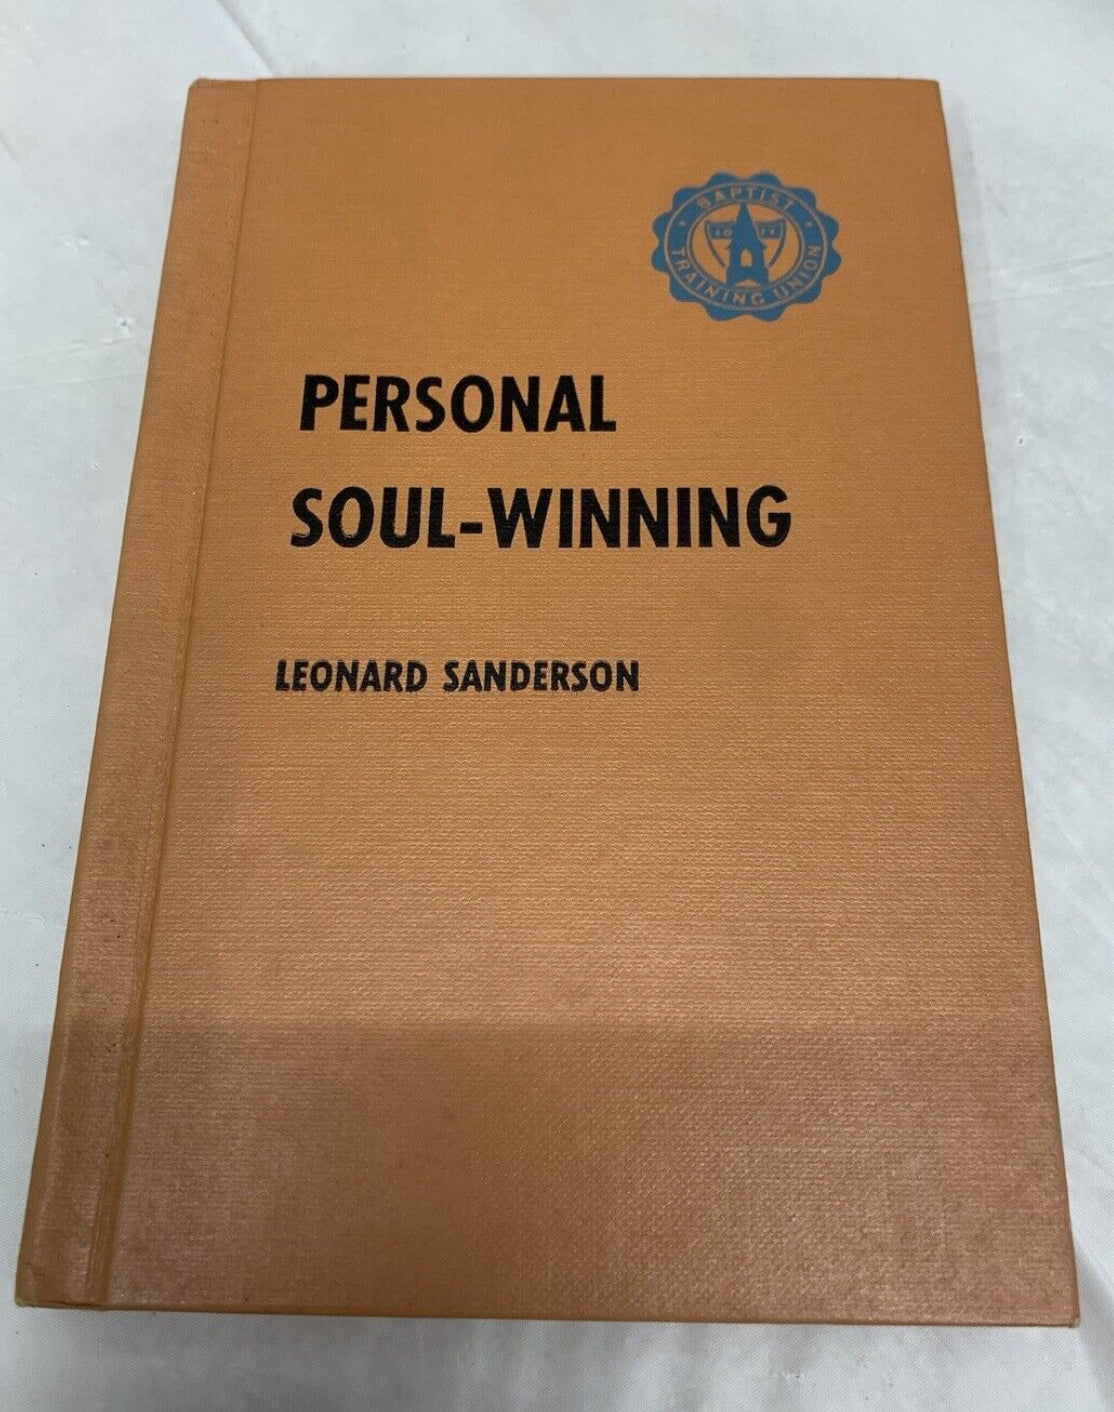 BAPTIST
TRAINING UNION
PERSONAL
SOUL-WINNING
LEONARD SANDERSON